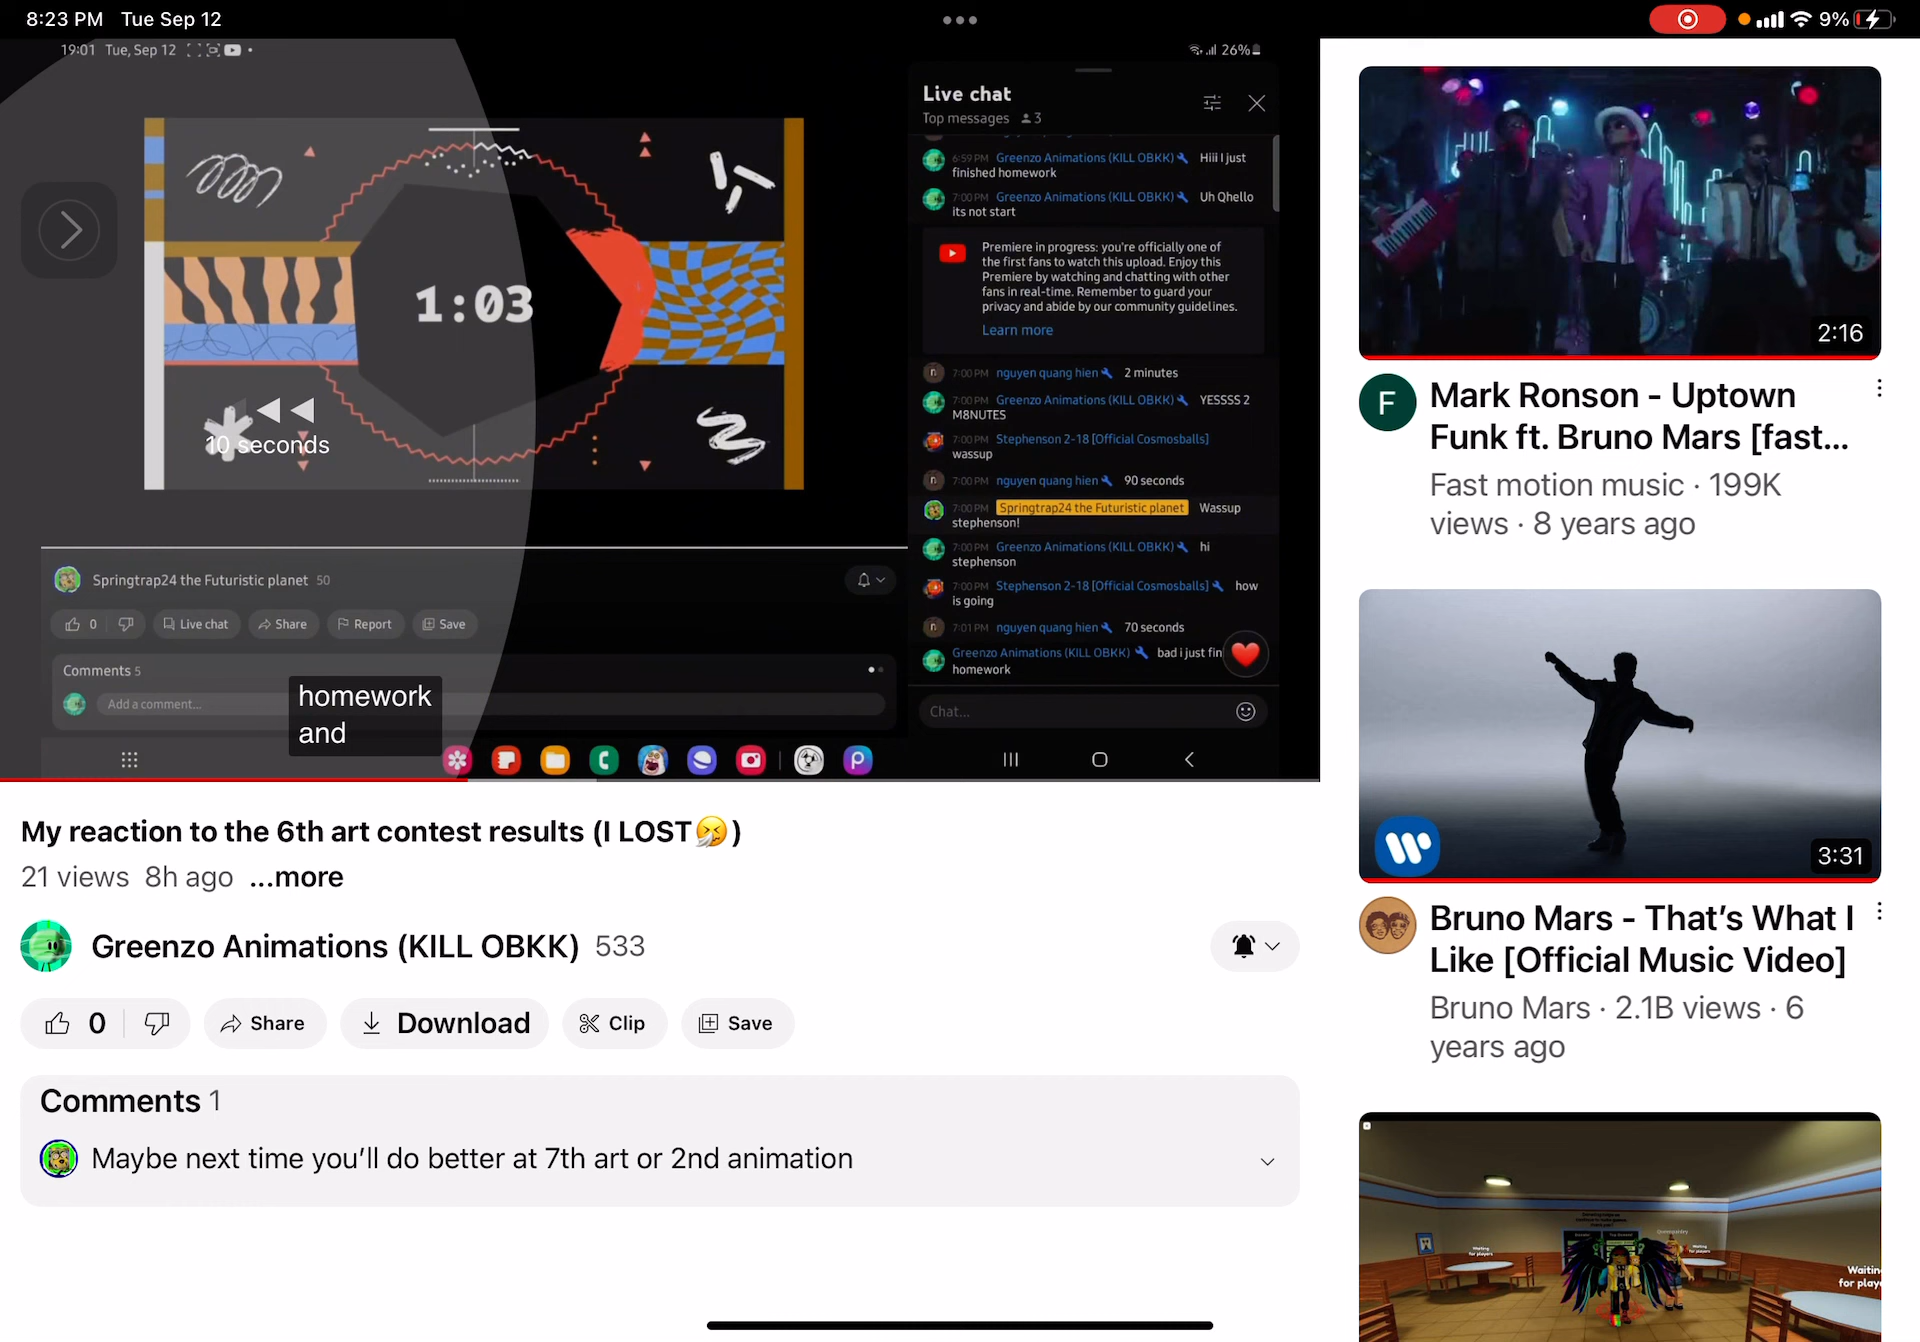 8:23 PM Tue Sep 12
9%
19:01 Tue, Sep 12
26%
1:03
10 seconds
Springtrap24 the Futuristic planet 50
0
Live chat
Share
Report
Save
Comments 5
Add a comment...
homework
and
Live chat
Top messages 3
6:59 PM Greenzo Animations (KILL OBKK) Hiii I just
finished homework
7:00 PM Greenzo Animations (KILL OBKK) Uh Qhello
its not start
Premiere in progress: you're officially one of
the first fans to watch this upload. Enjoy this
Premiere by watching and chatting with other
fans in real-time. Remember to guard your
privacy and abide by our community guidelines.
Learn more
7:00 PM nguyen quang hien 2 minutes
7:00 PM Greenzo Animations (KILL OBKK) YESSSS 2
M8NUTES
7:00 PM Stephenson 2-18 [Official Cosmosballs]
wassup
7:00 PM nguyen quang hien 90 seconds
7:00 PM Springtrap24 the Futuristic planet Wassup
stephenson!
7:00 PM Greenzo Animations (KILL OBKK) hi
stephenson
7:00 PM Stephenson 2-18 [Official Cosmosballs] how
is going
7:01 PM nguyen quang hien 70 seconds
Greenzo Animations (KILL OBKK) bad i just fin
homework
Chat...
My reaction to the 6th art contest results (I LOST🤧)
21 views 8h ago ...more
Greenzo Animations (KILL OBKK) 533
0
Share
Download
Clip
Save
Comments 1
Maybe next time you'll do better at 7th art or 2nd animation
2:16
F
Mark Ronson - Uptown
Funk ft. Bruno Mars [fast...
Fast motion music · 199K
views · 8 years ago
3:31
Bruno Mars - That's What I
Like [Official Music Video]
Bruno Mars · 2.1B views · 6
years ago
Waiting
for players
Waitin
for playe